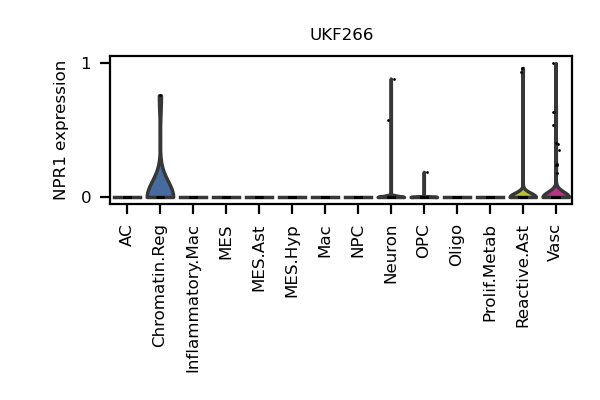 UKF266
NPR1 expression
1
0
AC
Chromatin.Reg
Inflammatory.Mac
MES
MES.Ast
MES.Hyp
Mac
NPC
Neuron
OPC
Oligo
Prolif.Metab
Reactive.Ast
Vasc